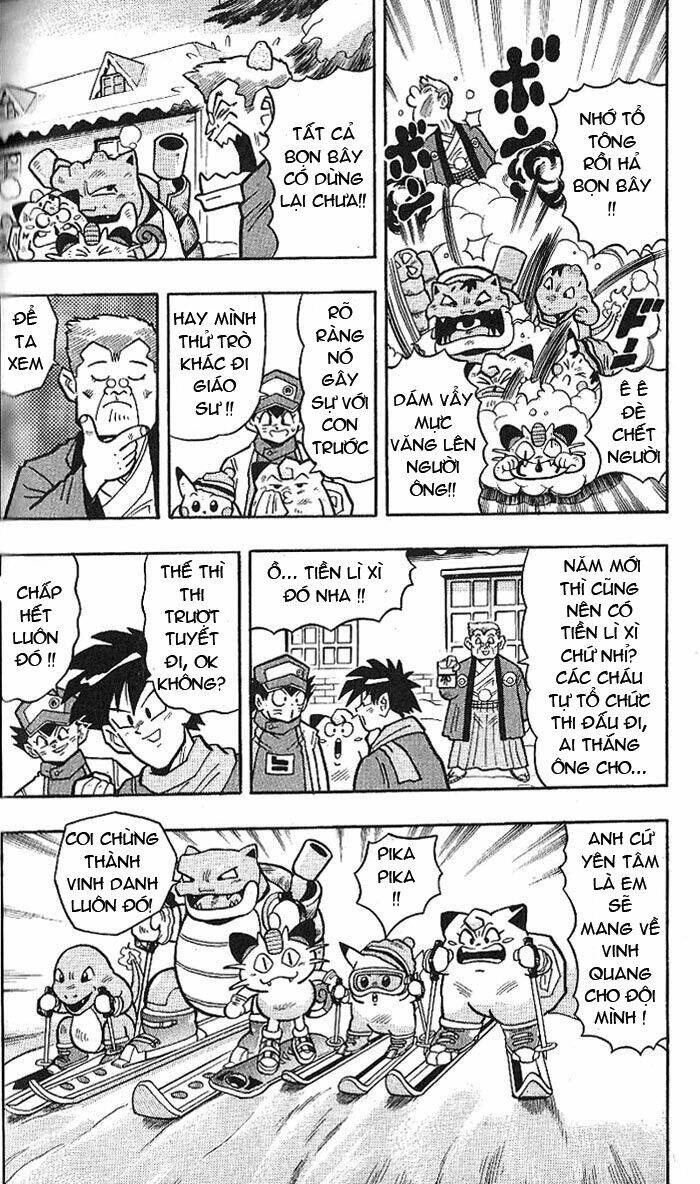 NHỚ TỔ
TÔNG
RỒI HẢ
BỌN BÂY
!!
ボーン
ボ
ド
Ê Ê
ĐÈ CHẾT
NGƯỜI
DÁM VẨY
MỰC
VĂNG LÊN
NGƯỜI
ÔNG!!
TẤT CẢ
BỌN BÂY
CÓ DỪNG
LẠI CHƯA!!
RÕ
RÀNG
NÓ
GÂY
SỰ VỚI
CON
TRƯỚC
HAY MÌNH
THỬ TRÒ
KHÁC ĐI
GIÁO
SƯ !!
ĐỂ
TA
XEM
NĂM MỚI
THÌ CŨNG
NÊN CÓ
TIỀN LÌ XÌ
CHỨ NHỈ?
CÁC CHÁU
TỰ TỔ CHỨC
THI ĐẤU ĐI,
AI THẮNG
ÔNG CHO...
Ồ... TIỀN LÌ XÌ
ĐÓ NHA !!
THẾ THÌ
THI
TRƯỢT
TUYẾT
ĐI, OK
KHÔNG?
CHẤP
HẾT
LUÔN
ĐÓ !!
ANH CỨ
YÊN TÂM
LÀ EM
SẼ
MANG VỀ
VINH
QUANG
CHO ĐỘI
MÌNH !
PIKA
PIKA
!!
COI CHỪNG
THÀNH
VINH DANH
LUÔN ĐÓ!